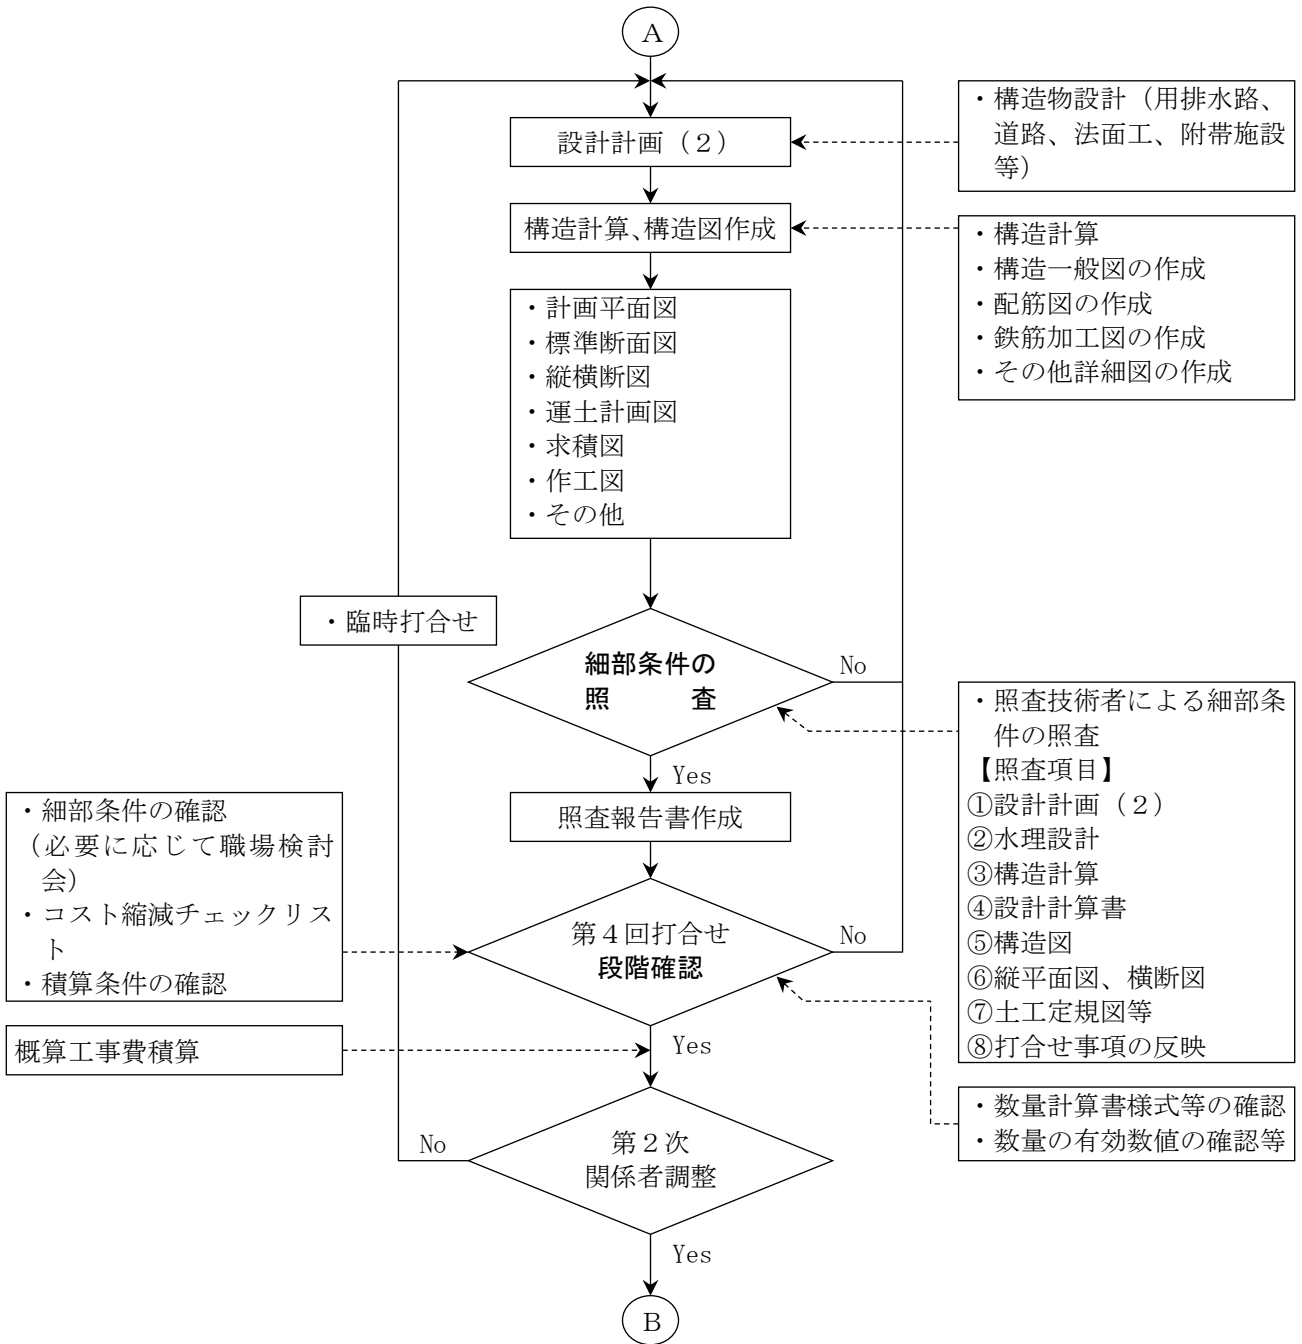 A
設計計画（２）
・構造物設計（用排水路、
道路、法面工、附帯施設
等）
構造計算、構造図作成
・構造計算
・構造一般図の作成
・配筋図の作成
・鉄筋加工図の作成
・その他詳細図の作成
・計画平面図
・標準断面図
・縦横断図
・運土計画図
・求積図
・作工図
・その他
・臨時打合せ
細部条件の
照　　　査
No
Yes
・照査技術者による細部条
件の照査
【照査項目】
①設計計画（２）
②水理設計
③構造計算
④設計計算書
⑤構造図
⑥縦平面図、横断図
⑦土工定規図等
⑧打合せ事項の反映
照査報告書作成
・細部条件の確認
（必要に応じて職場検討
会）
・コスト縮減チェックリス
ト
・積算条件の確認
第４回打合せ
段階確認
No
Yes
概算工事費積算
・数量計算書様式等の確認
・数量の有効数値の確認等
第２次
関係者調整
No
Yes
B